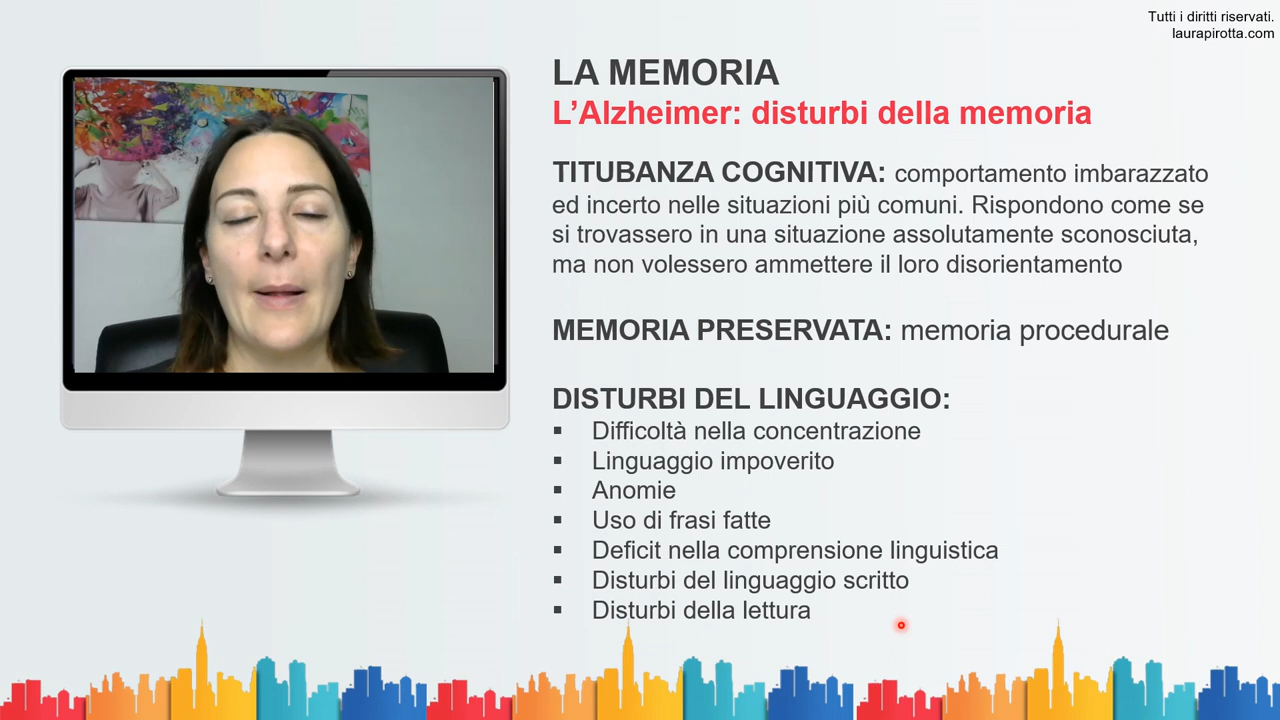 Tutti i diritti riservati.
laurapirotta.com
LA MEMORIA
L’Alzheimer: disturbi della memoria
TITUBANZA COGNITIVA: comportamento imbarazzato
ed incerto nelle situazioni più comuni. Rispondono come se
si trovassero in una situazione assolutamente sconosciuta,
ma non volessero ammettere il loro disorientamento
MEMORIA PRESERVATA: memoria procedurale
DISTURBI DEL LINGUAGGIO:
▪ Difficoltà nella concentrazione
▪ Linguaggio impoverito
▪ Anomie
▪ Uso di frasi fatte
▪ Deficit nella comprensione linguistica
▪ Disturbi del linguaggio scritto
▪ Disturbi della lettura